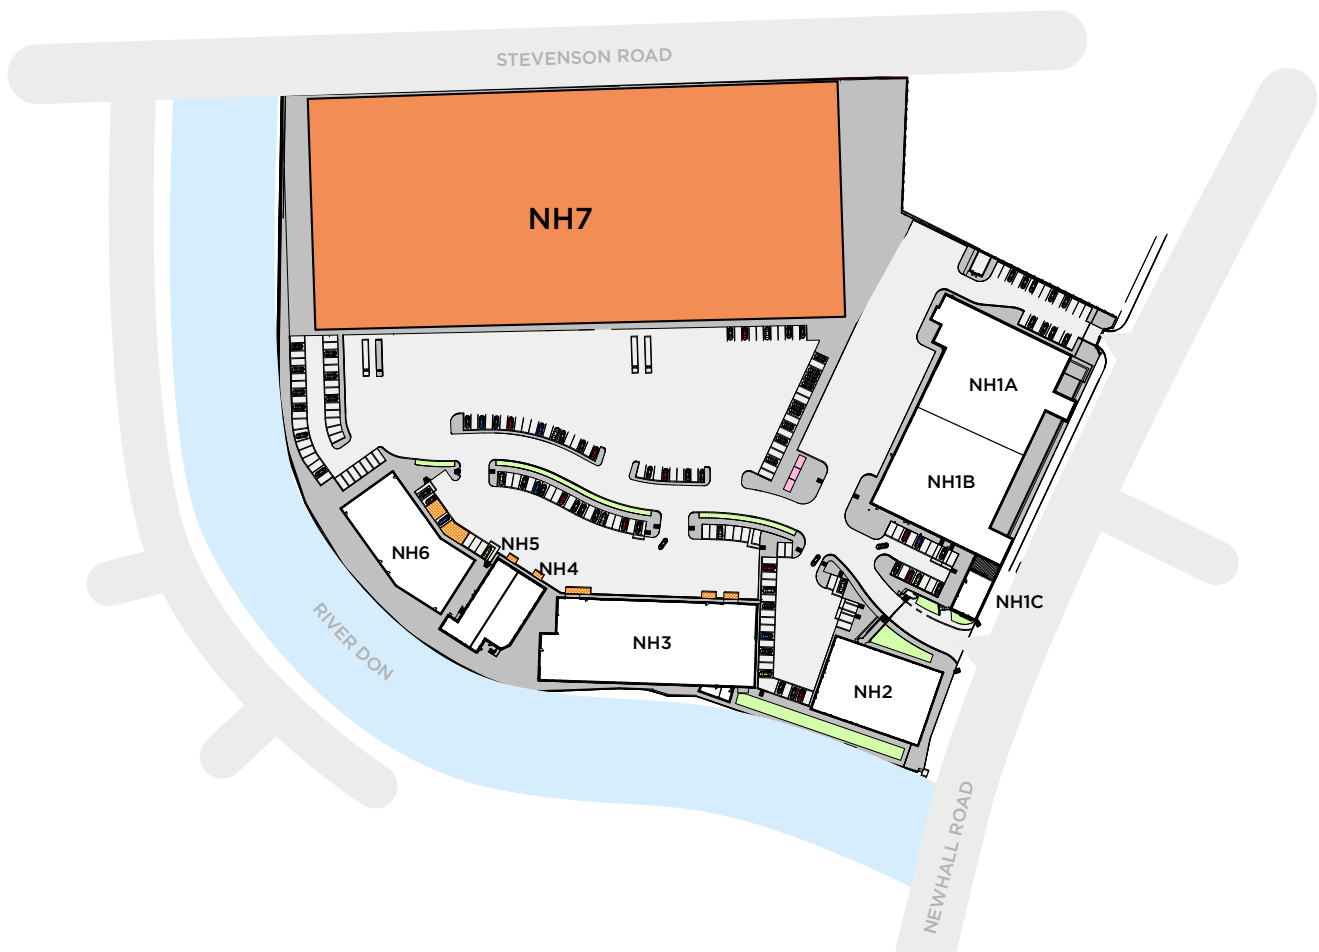 STEVENSON ROAD
NH7
NH1A
NH1B
NH5
NH6
NH4
NH1C
NH3
NH2
RIVER DON
NEWHALL ROAD